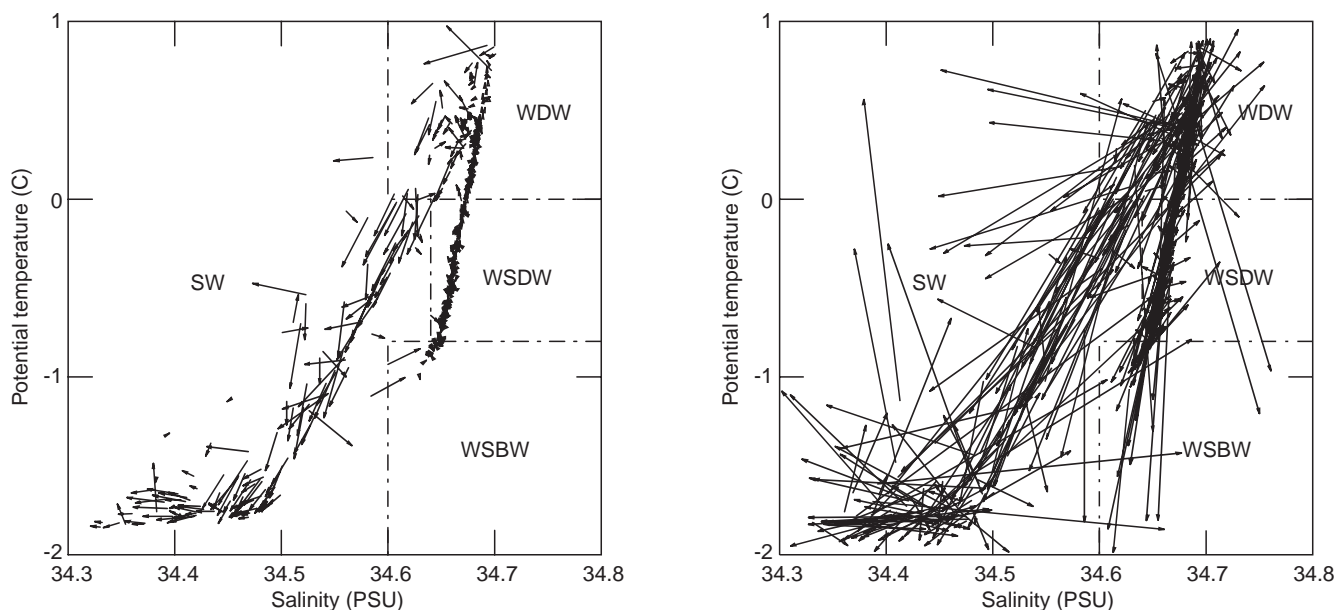 1
0
-1
-2
Potential temperature (C)
34.3 34.4 34.5 34.6 34.7 34.8
Salinity (PSU)
WDW
SW
WSDW
WSBW
1
0
-1
-2
Potential temperature (C)
34.3 34.4 34.5 34.6 34.7 34.8
Salinity (PSU)
WDW
SW
WSDW
WSBW